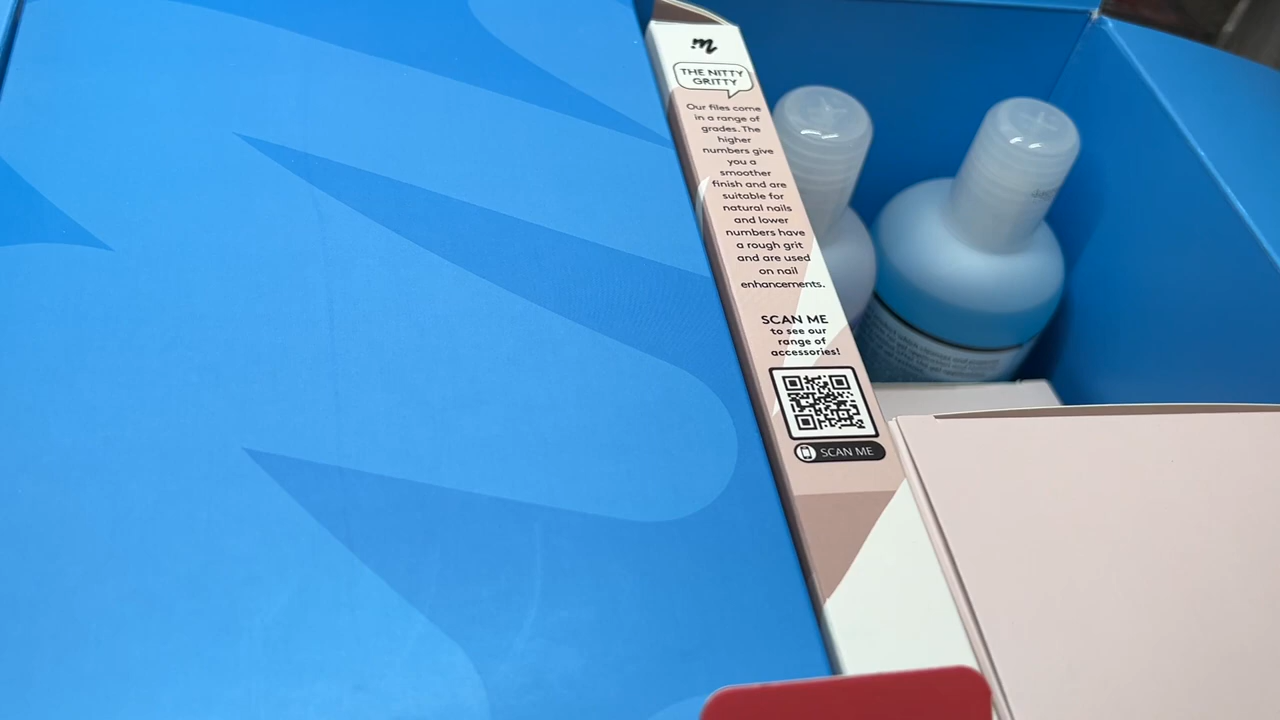 THE NITTY
GRITTY
Our files come
in a range of
grades. The
higher
numbers give
you a
smoother
finish and are
suitable for
natural nails
and lower
numbers have
a rough grit
and are used
on nail
enhancements.
SCAN ME
to see our
range of
accessories!
SCAN ME